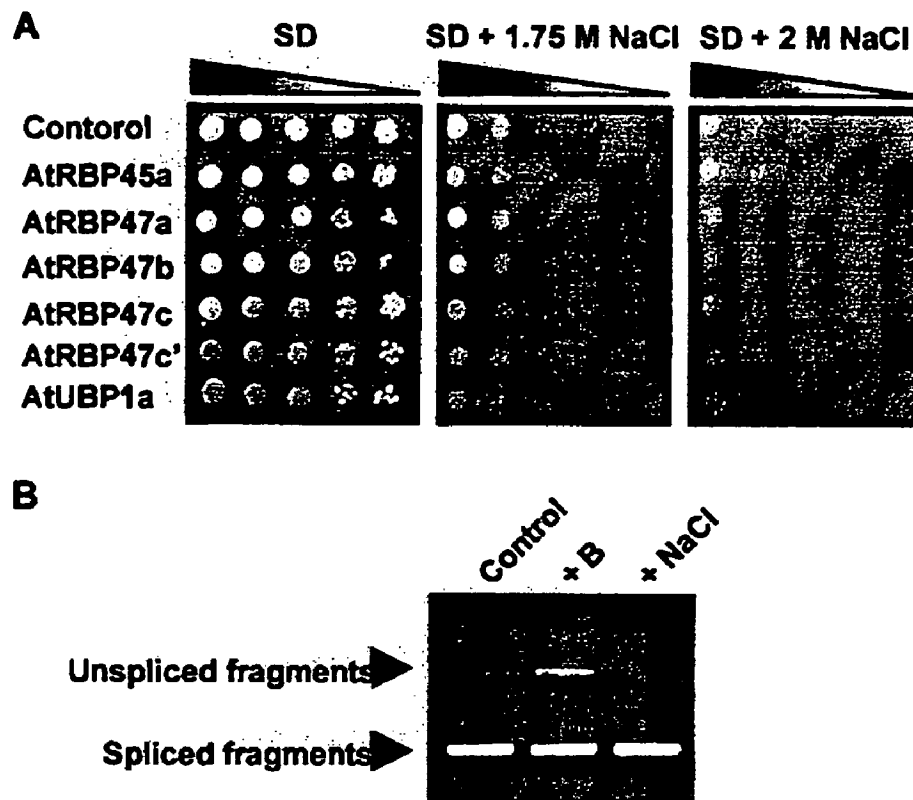 A
SD
SD + 1.75 M NaCl
SD + 2 M NaCl
Contorol
AtRBP45a
AtRBP47a
AtRBP47b
AtRBP47c
AtRBP47c'
AtUBP1a
B
Control
+ B
+ NaCl
Unspliced fragments
Spliced fragments